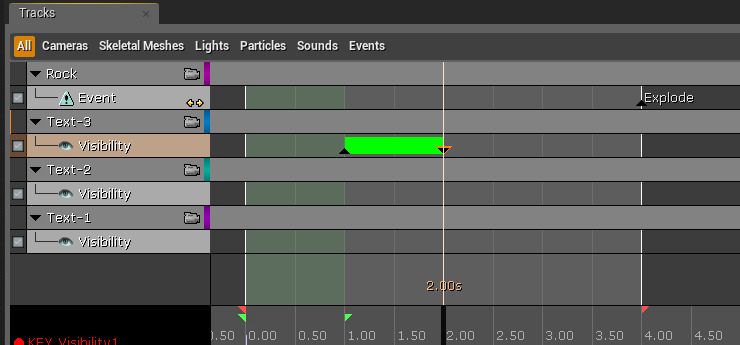 Tracks
All Cameras Skeletal Meshes Lights Particles Sounds Events
Rock
Event
Explode
Text-3
Visibility
Text-2
Visibility
Text-1
Visibility
2.00s
0.50 0.00 0.50 1.00 1.50 2.00 2.50 3.00 3.50 4.00 4.50
KEY_Visibility1